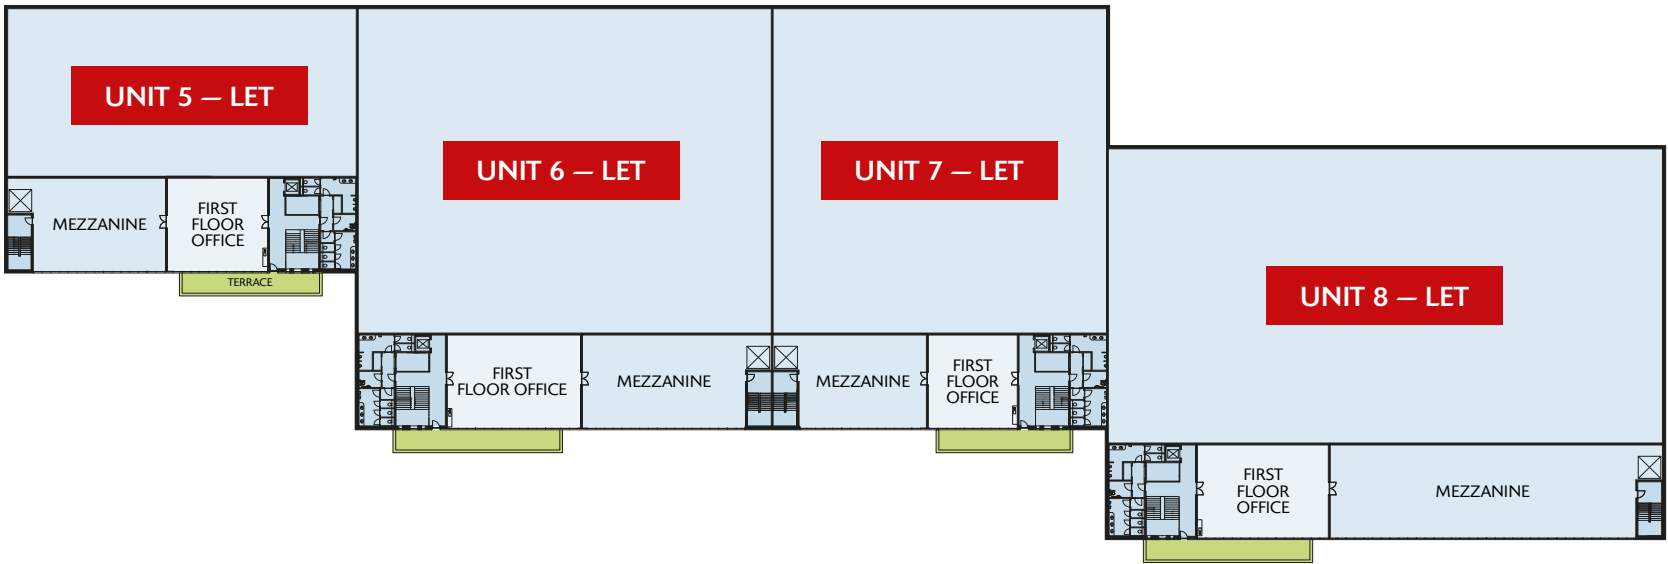 UNIT 5 – LET
UNIT 6 – LET
UNIT 7 – LET
UNIT 8 – LET
MEZZANINE
FIRST
FLOOR
OFFICE
TERRACE
FIRST
FLOOR OFFICE
MEZZANINE
MEZZANINE
FIRST
FLOOR
OFFICE
FIRST
FLOOR
OFFICE
MEZZANINE